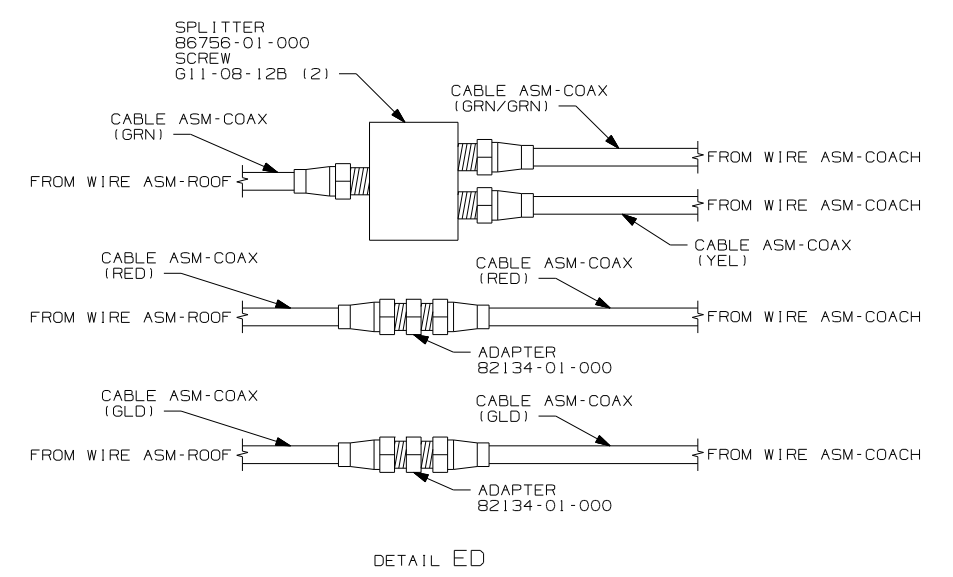 SPLITTER
86756-01-000
SCREW
G11-08-12B (2)
CABLE ASM-COAX
(GRN/GRN)
CABLE ASM-COAX
(GRN)
FROM WIRE ASM-COACH
FROM WIRE ASM-ROOF
FROM WIRE ASM-COACH
CABLE ASM-COAX
(YEL)
CABLE ASM-COAX
(RED)
CABLE ASM-COAX
(RED)
FROM WIRE ASM-ROOF
FROM WIRE ASM-COACH
ADAPTER
82134-01-000
CABLE ASM-COAX
(GLD)
CABLE ASM-COAX
(GLD)
FROM WIRE ASM-ROOF
FROM WIRE ASM-COACH
ADAPTER
82134-01-000
DETAIL ED